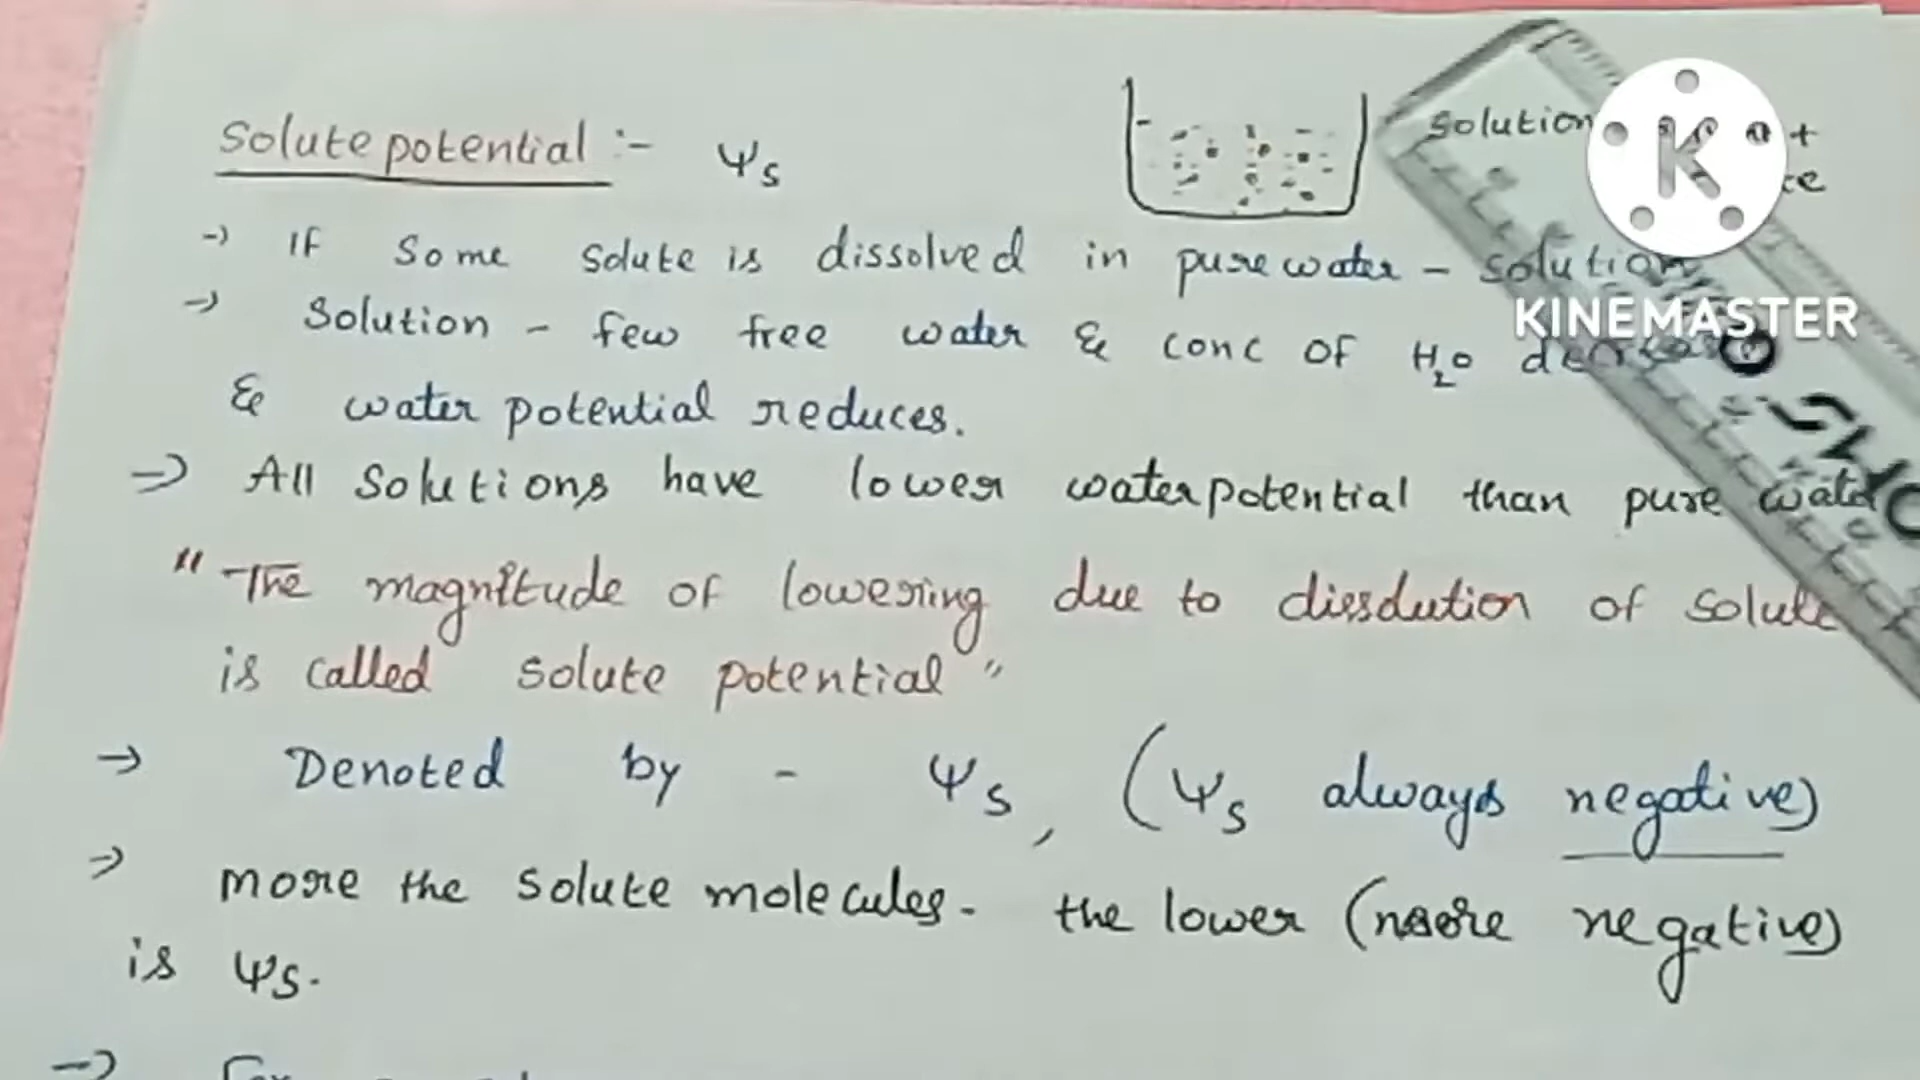 Solute potential :- Ψs
solution
+
-) If some solute is dissolved in pure water - solution
-) Solution - few free water & conc of H2O
KINEMASTER
& water potential reduces.
-) All solutions have lower water potential than pure water
"The magnitude of lowering due to dissolution of solute
is called solute potential"
-> Denoted by - Ψs, (Ψs always negative)
-> more the solute molecules - the lower (more negative)
is Ψs.